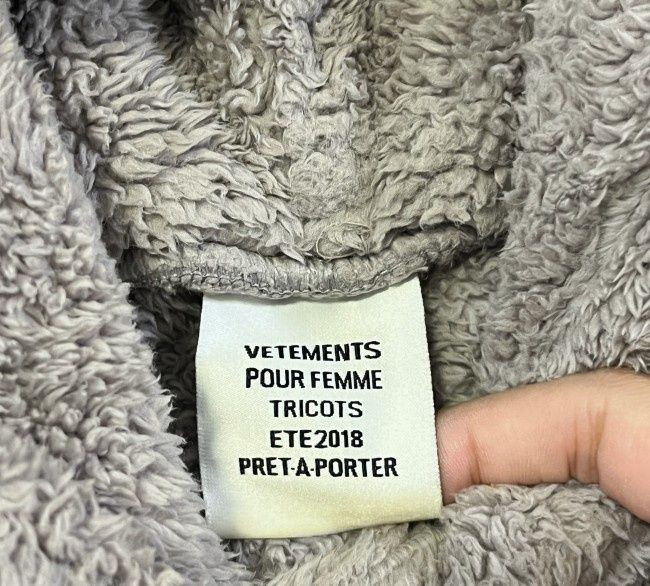 VETEMENTS
POUR FEMME
TRICOTS
ETE2018
PRET-A-PORTER